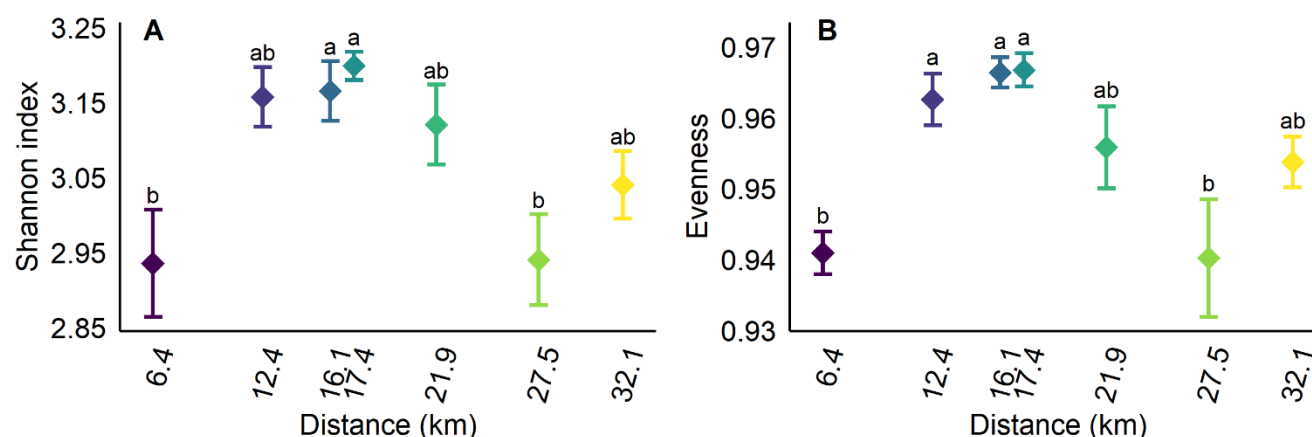 A
Shannon index
3.25
3.15
3.05
2.95
2.85
b
ab
a
a
ab
b
ab
6.4
12.4
16.1
17.4
21.9
27.5
32.1
Distance (km)
B
Evenness
0.97
0.96
0.95
0.94
0.93
b
a
a
a
ab
b
ab
6.4
12.4
16.1
17.4
21.9
27.5
32.1
Distance (km)